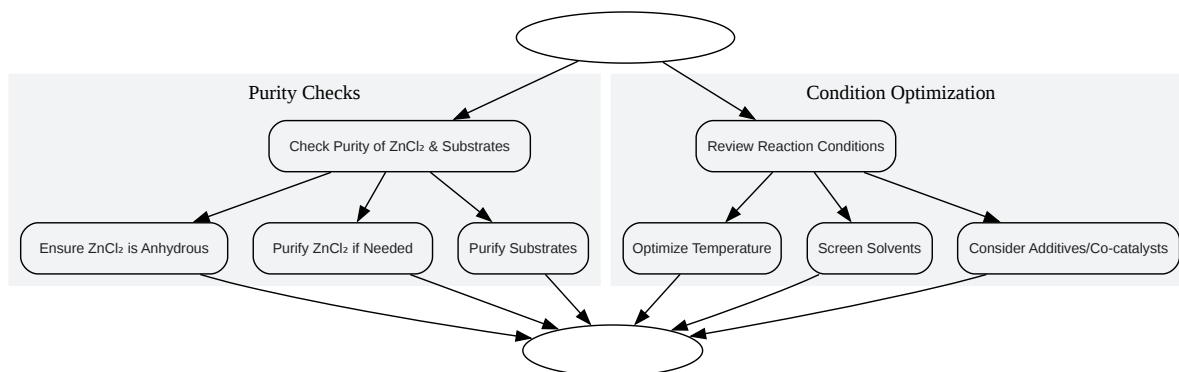 Purity Checks
Condition Optimization
Check Purity of ZnCl₂ & Substrates
Review Reaction Conditions
Ensure ZnCl₂ is Anhydrous
Purify ZnCl₂ if Needed
Purify Substrates
Optimize Temperature
Screen Solvents
Consider Additives/Co-catalysts